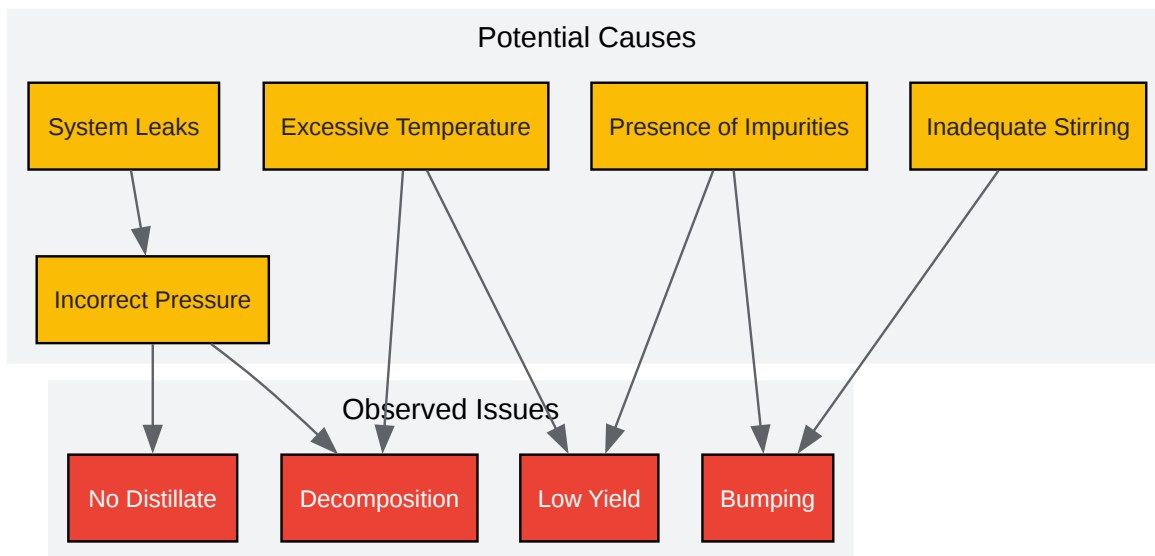 Potential Causes
System Leaks
Excessive Temperature
Presence of Impurities
Inadequate Stirring
Incorrect Pressure
Observed Issues
No Distillate
Decomposition
Low Yield
Bumping